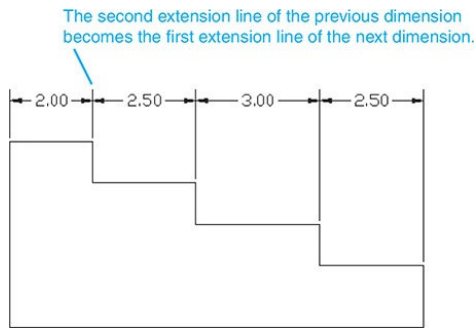 The second extension line of the previous dimension
becomes the first extension line of the next dimension.
2.00 2.50 3.00 2.50